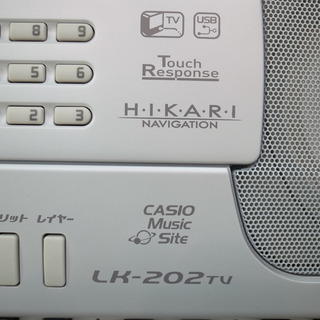 8 9
TV USB
5 6
Touch
Response
2 3
H·I·K·A·R·I
NAVIGATION
リット レイヤー
CASIO
Music
Site
LK-202TV